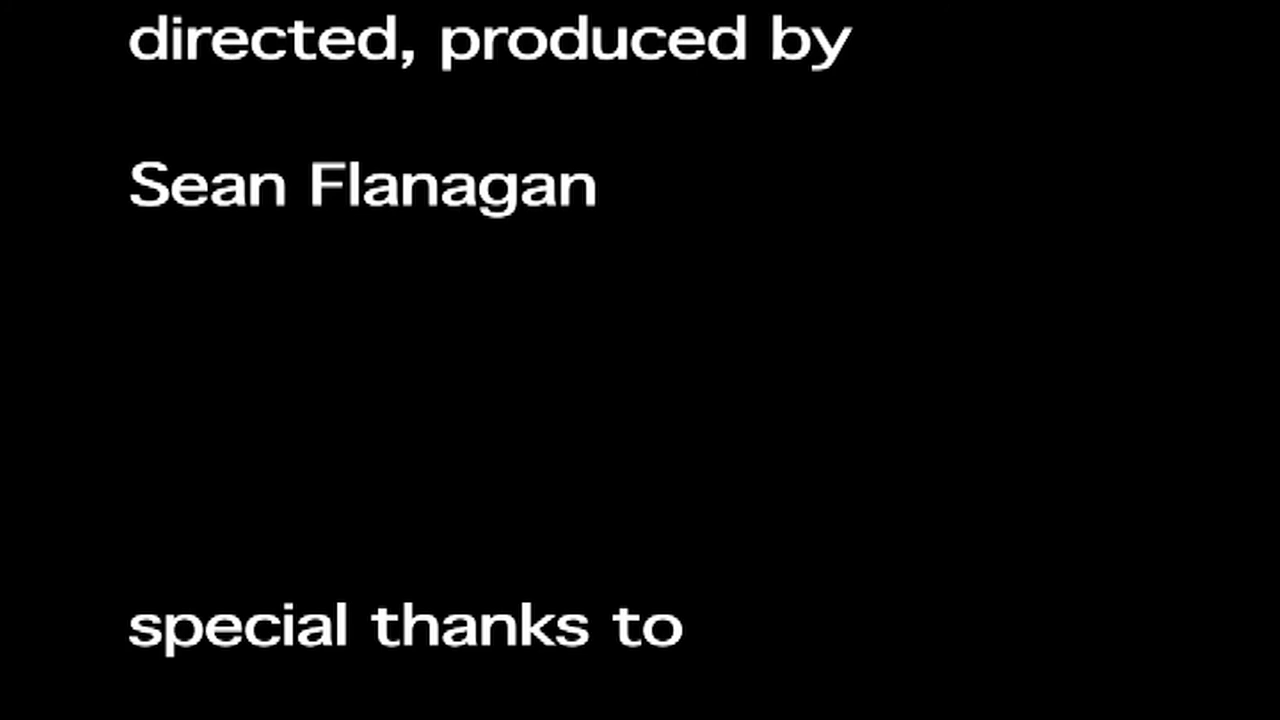 directed, produced by
Sean Flanagan
special thanks to